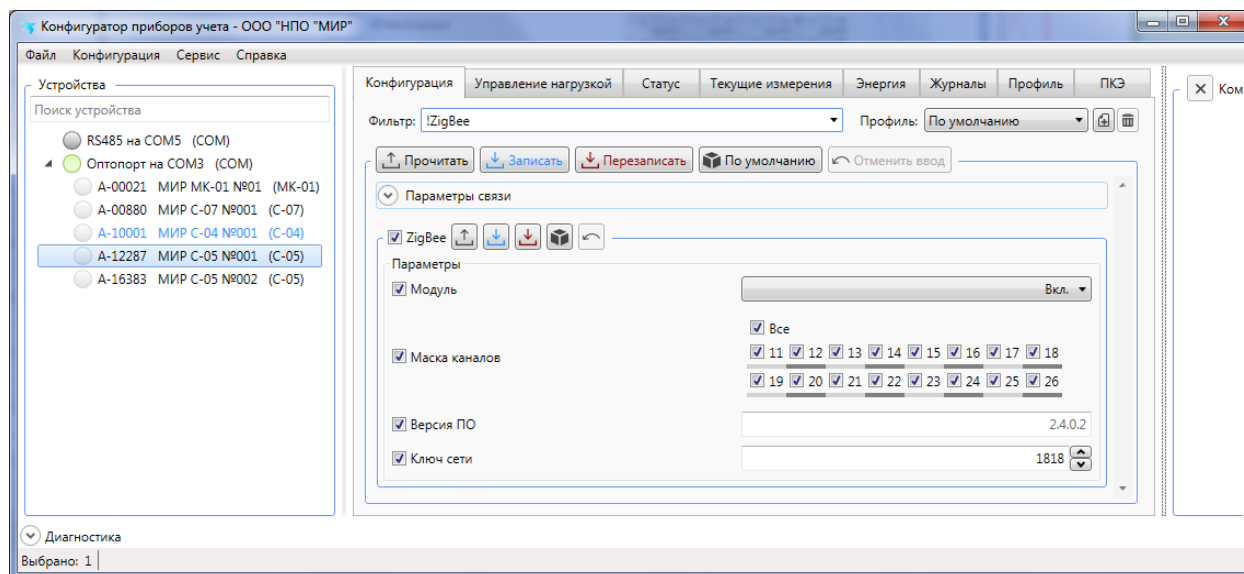 Конфигуратор приборов учета - ООО "НПО "МИР"
Файл Конфигурация Сервис Справка
Устройства
Поиск устройства
RS485 на COM5 (COM)
Оптопорт на COM3 (COM)
А-00021 МИР МК-01 №01 (МК-01)
А-00880 МИР С-07 №001 (С-07)
А-10001 МИР С-04 №001 (С-04)
А-12287 МИР С-05 №001 (С-05)
А-16383 МИР С-05 №002 (С-05)
Конфигурация Управление нагрузкой Статус Текущие измерения Энергия Журналы Профиль ПКЭ
Фильтр: !ZigBee Профиль: По умолчанию
Прочитать Записать Перезаписать По умолчанию Отменить ввод
Параметры связи
ZigBee
Параметры
Модуль Вкл.
Все
Маска каналов
11 12 13 14 15 16 17 18
19 20 21 22 23 24 25 26
Версия ПО 2.4.0.2
Ключ сети 1818
Ком
Диагностика
Выбрано: 1